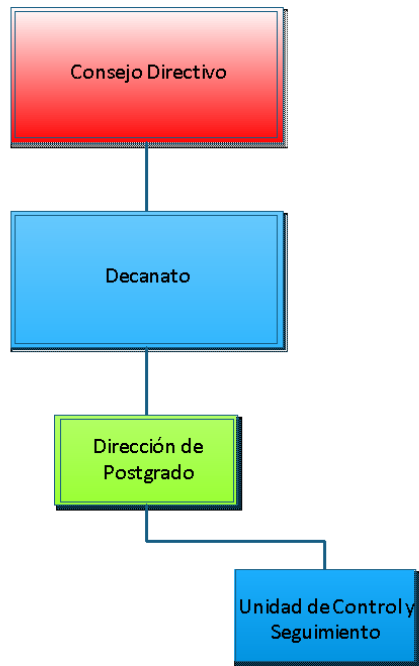 Consejo Directivo
Decanato
Dirección de
Postgrado
Unidad de Control y
Seguimiento